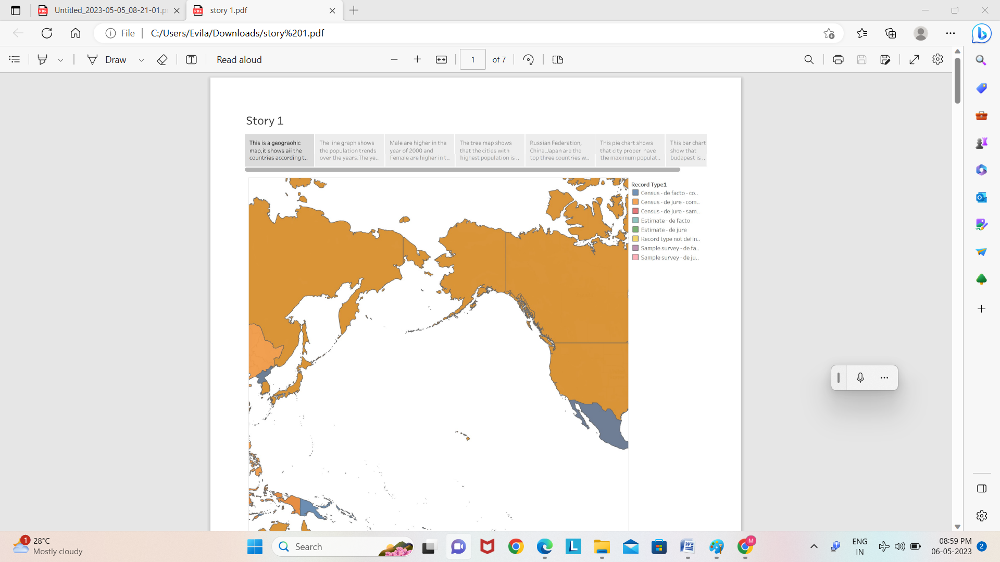 Untitled_2023-05-05_08-21-01.p
story 1.pdf
File
C:/Users/Evila/Downloads/story%201.pdf
Draw
Read aloud
1
of 7
Story 1
This is a geograohic
map,it shows aii the
countries according t..
The line graph shows
the population trends
over the years.The ye..
Male are higher in the
year of 2000 and
Female are higher in t..
The tree map shows
that the cities with
highest population is ..
Russian Federation,
China,Japan are the
top three countries w..
This pie chart shows
that city proper have
the maximum populat..
This bar chart
show that
budapest is ..
Record Type1
Census - de facto - co..
Census - de jure - com..
Census - de jure - sam..
Estimate - de facto
Estimate - de jure
Record type not defin..
Sample survey - de fa..
Sample survey - de ju..
1
28°C
Mostly cloudy
Search
M
ENG
IN
08:59 PM
06-05-2023
2